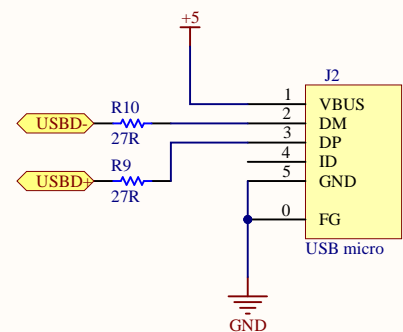 +5
J2
1 VBUS
R10
USBD-
27R
2 DM
3 DP
R9
4 ID
USBD+
27R
5 GND
0 FG
USB micro
GND